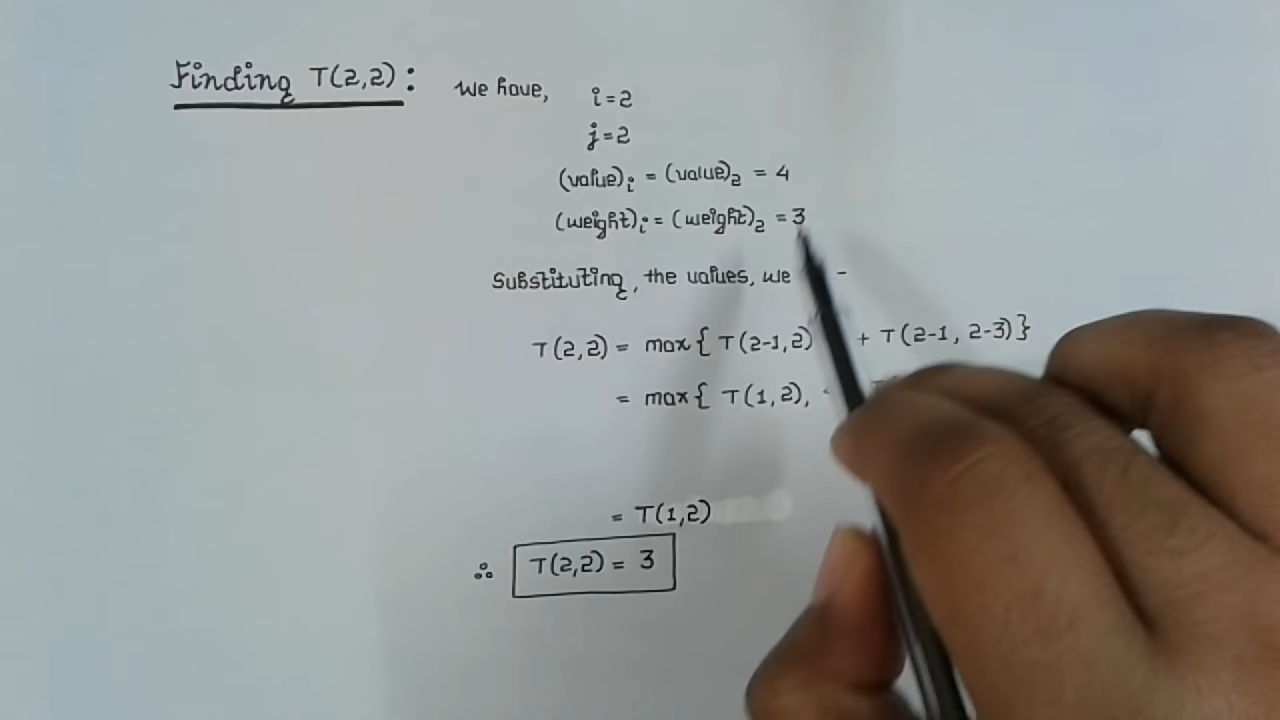 Finding T(2,2): We have, i=2
j=2
(value)i = (value)2 = 4
(weight)i = (weight)2 = 3
Substituting, the values, we -
T(2,2) = max{ T(2-1,2) + T(2-1, 2-3)}
= max{ T(1,2),
= T(1,2)
∴ T(2,2) = 3